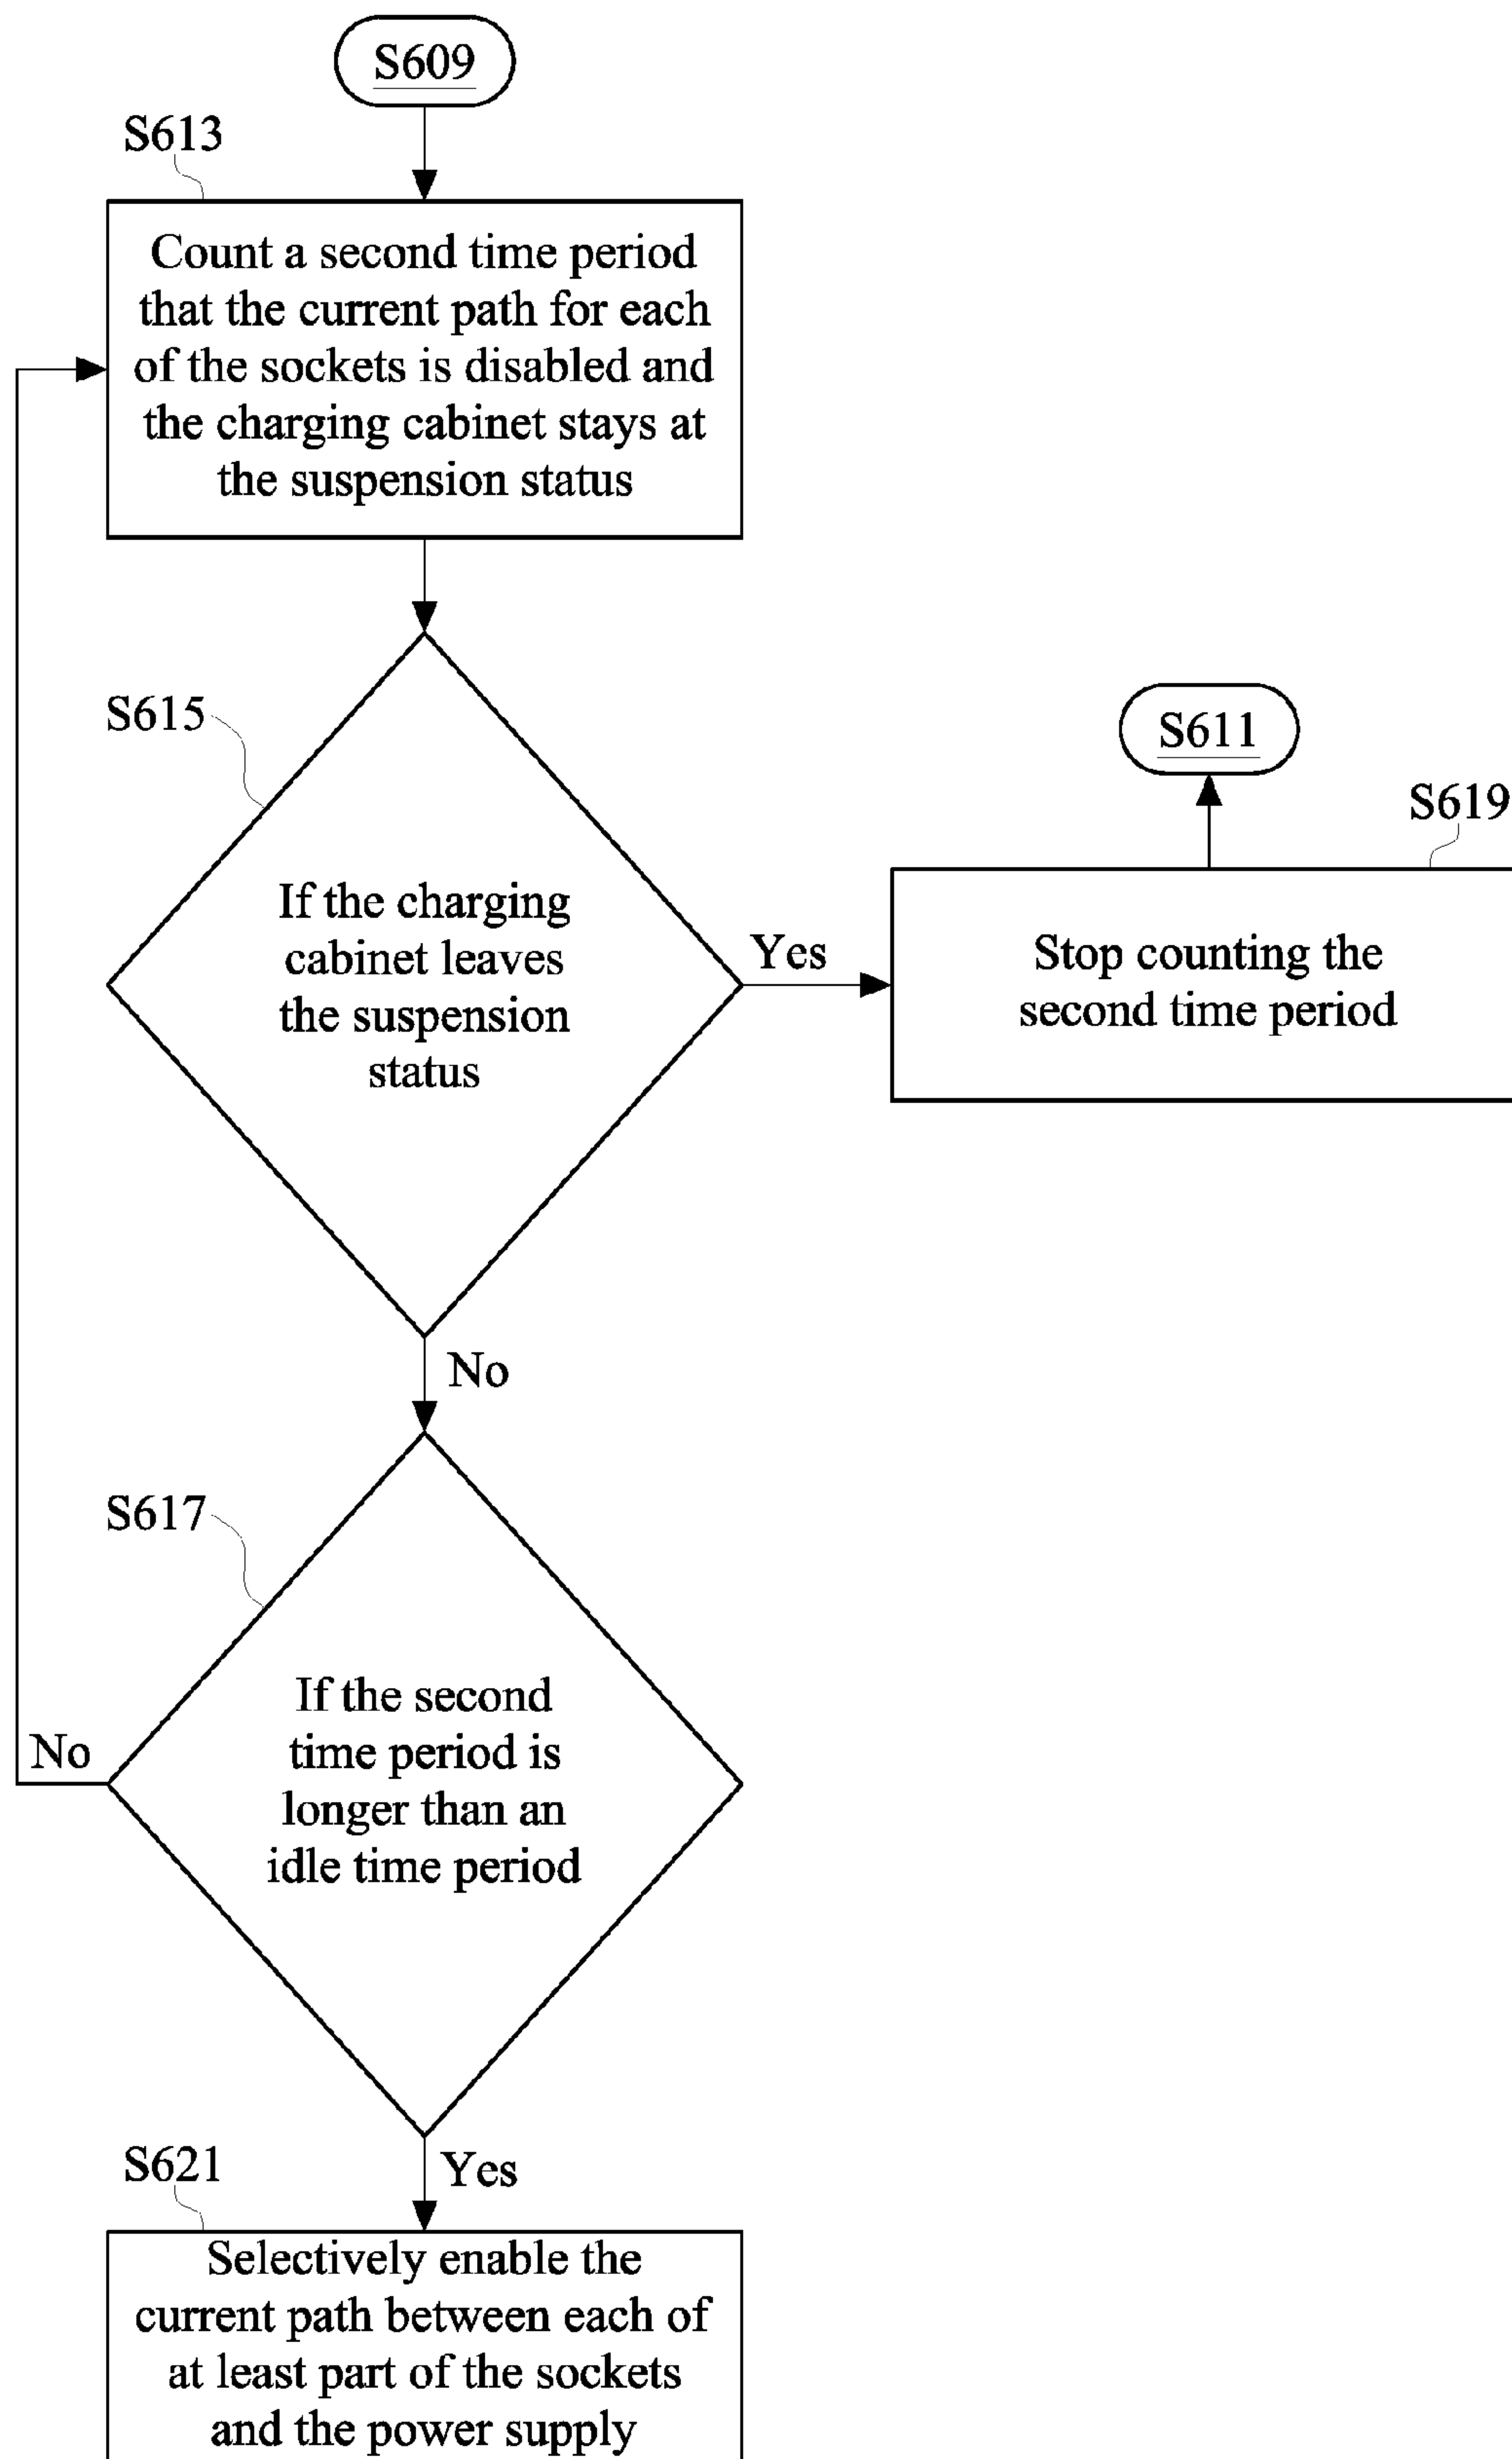 S609
S613
Count a second time period
that the current path for each
of the sockets is disabled and
the charging cabinet stays at
the suspension status
S615
If the charging
cabinet leaves
the suspension
status
Yes
S611
S619
Stop counting the
second time period
No
S617
If the second
time period is
longer than an
idle time period
No
Yes
S621
Selectively enable the
current path between each of
at least part of the sockets
and the power supply